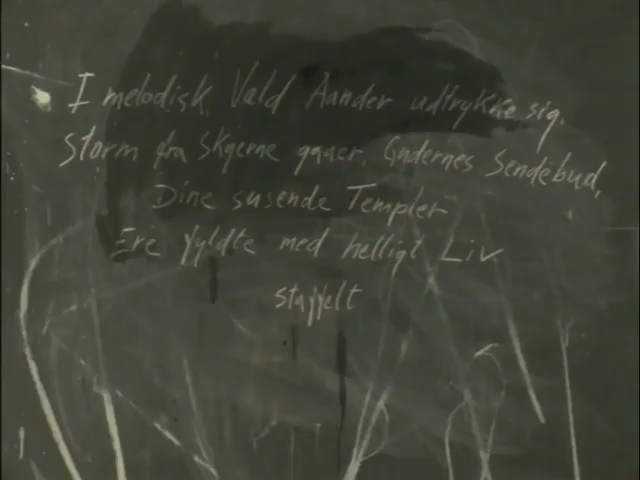 I melodisk Væld Aander udtrykke sig.
Storm fra Skyerne gaaer. Gudernes Sendebud,
Dine susende Templer
Ere fyldte med helligt Liv
staffelt